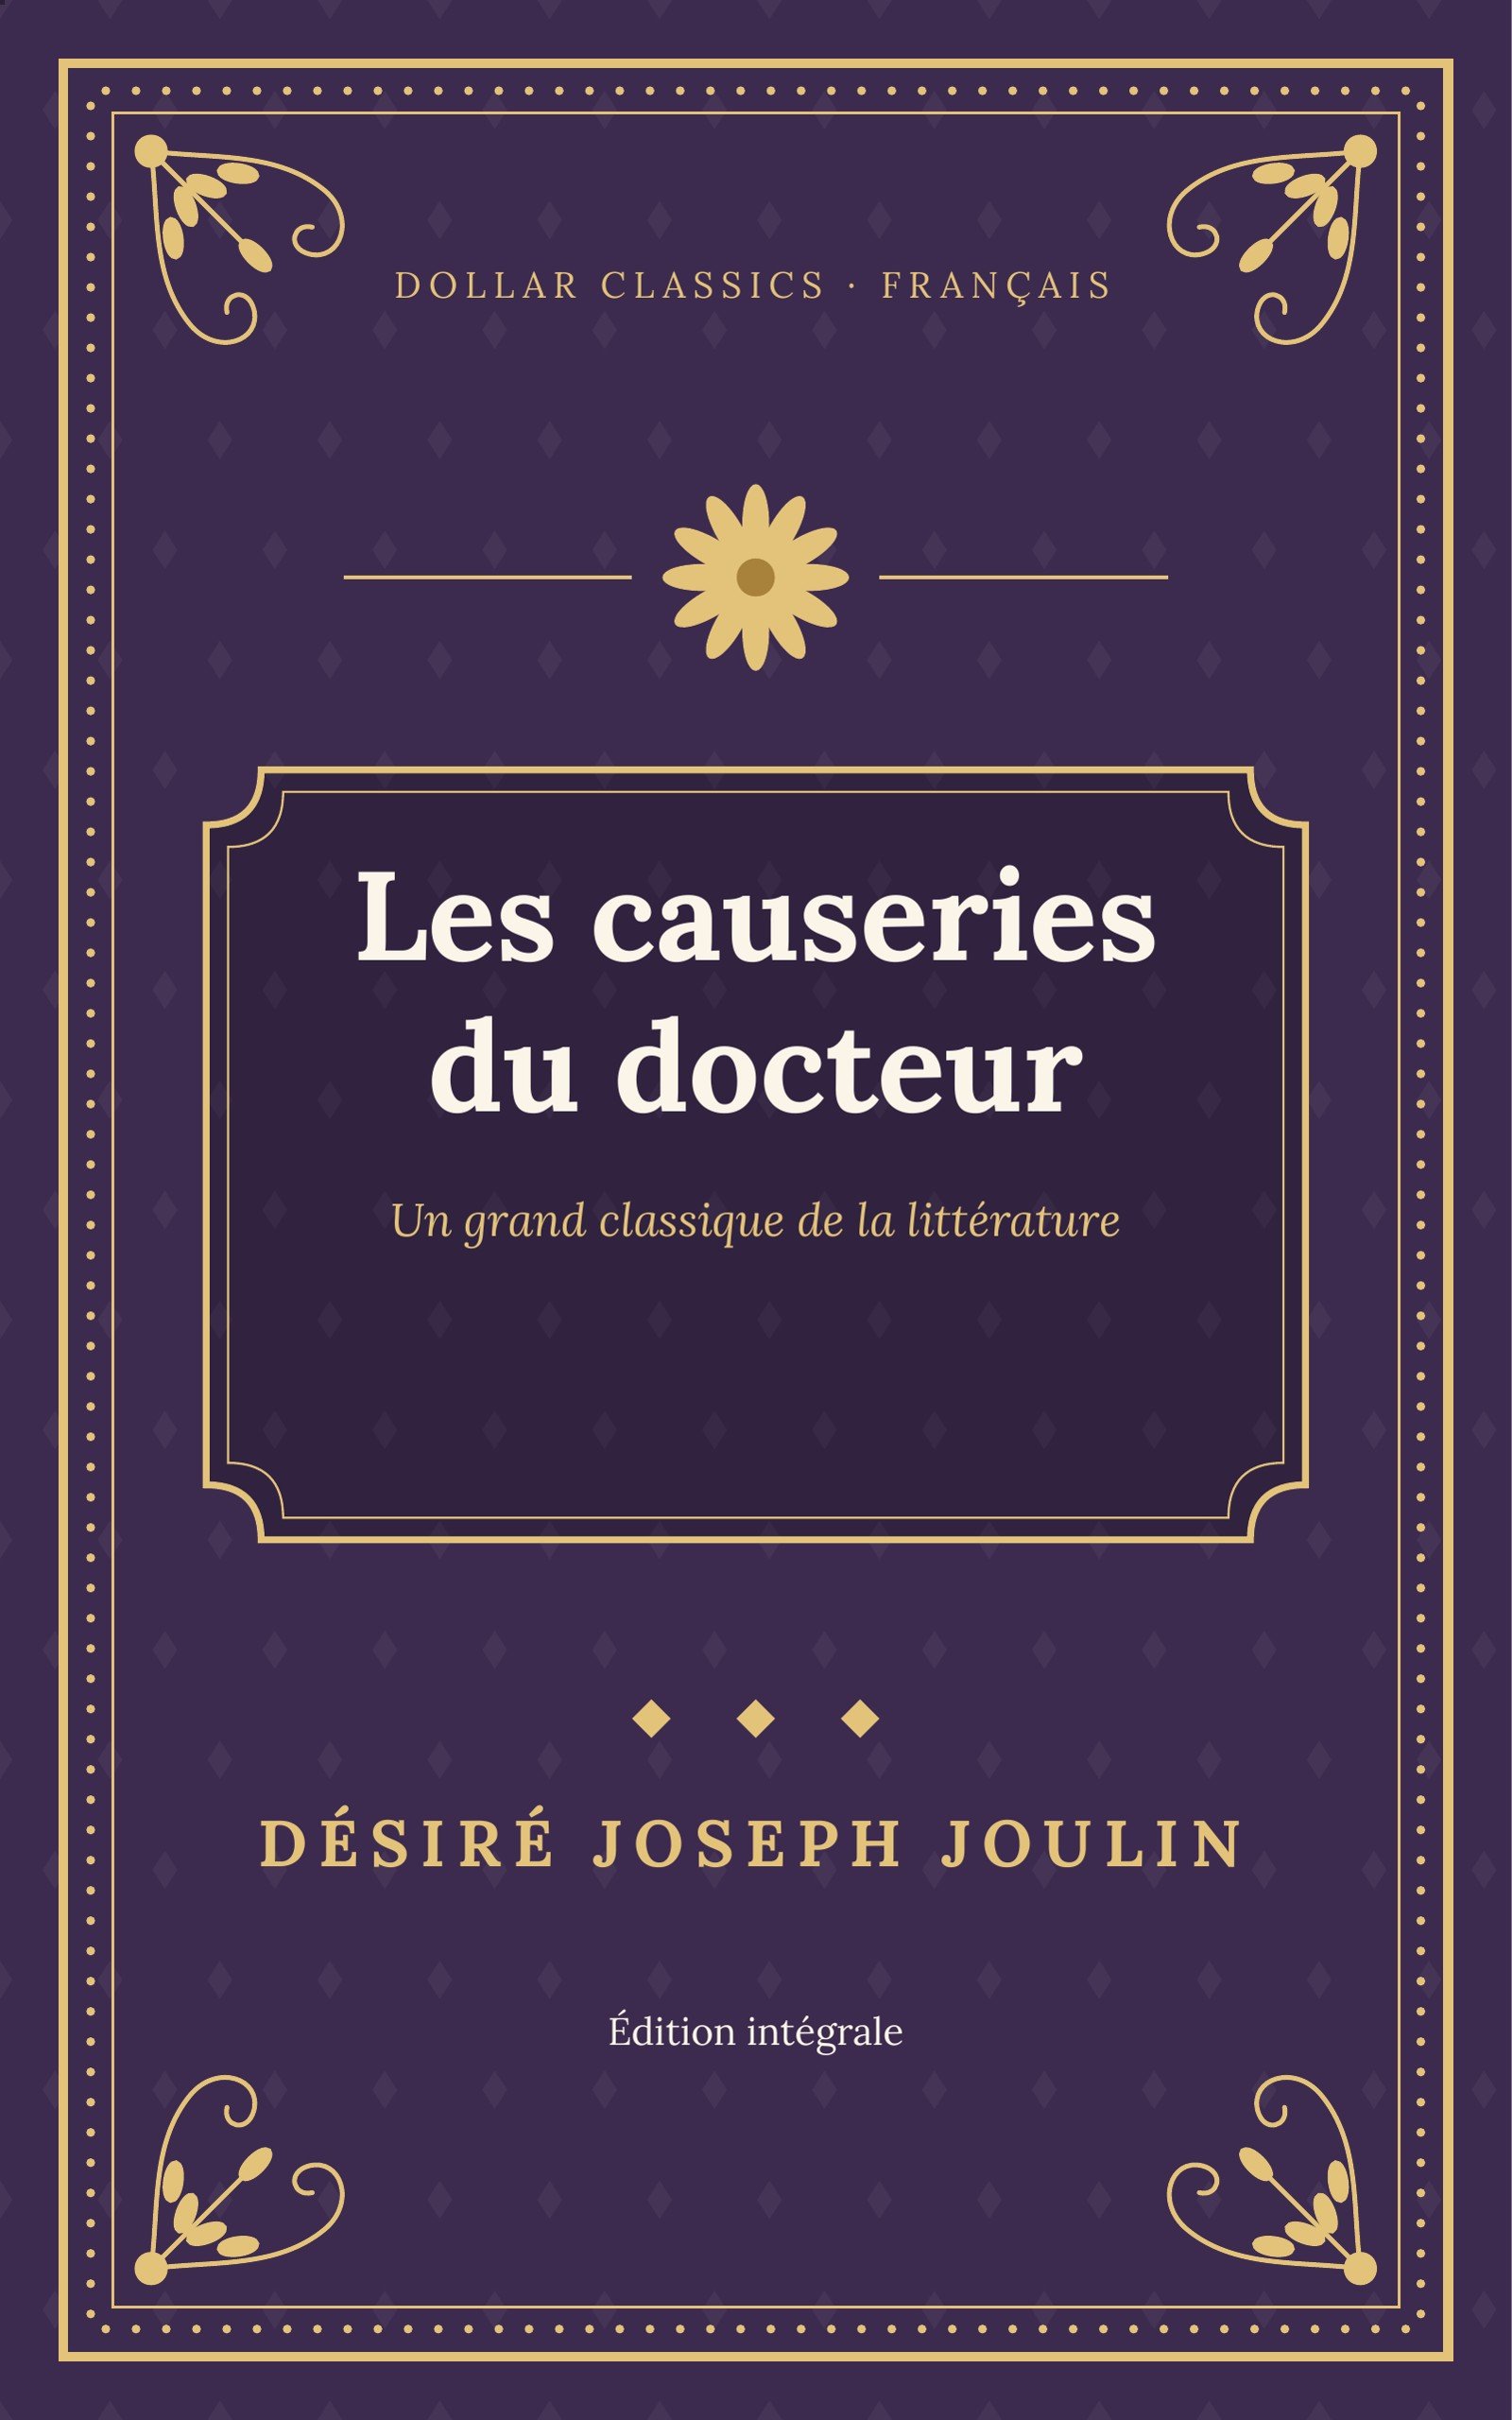 DOLLAR CLASSICS · FRANÇAIS
Les causeries
du docteur
Un grand classique de la littérature
DÉSIRÉ JOSEPH JOULIN
Édition intégrale